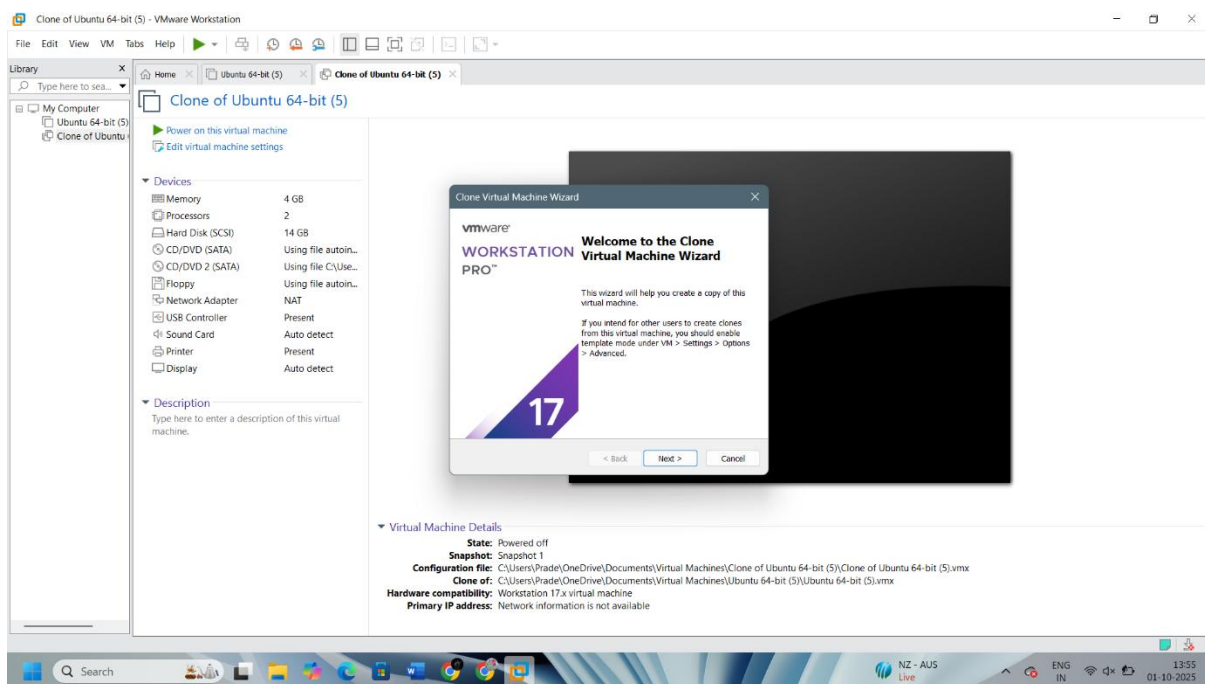 Clone of Ubuntu 64-bit (5) - VMware Workstation
File Edit View VM Tabs Help
Library X
Type here to sea...
My Computer
Ubuntu 64-bit (5)
Clone of Ubuntu
Home
Ubuntu 64-bit (5)
Clone of Ubuntu 64-bit (5)
Clone of Ubuntu 64-bit (5)
Power on this virtual machine
Edit virtual machine settings
Devices
Memory 4 GB
Processors 2
Hard Disk (SCSI) 14 GB
CD/DVD (SATA) Using file autoin...
CD/DVD 2 (SATA) Using file C:\Use...
Floppy Using file autoin...
Network Adapter NAT
USB Controller Present
Sound Card Auto detect
Printer Present
Display Auto detect
Description
Type here to enter a description of this virtual
machine.
Clone Virtual Machine Wizard
vmware
WORKSTATION
PRO™
17
Welcome to the Clone
Virtual Machine Wizard
This wizard will help you create a copy of this
virtual machine.
If you intend for other users to create clones
from this virtual machine, you should enable
template mode under VM > Settings > Options
> Advanced.
< Back Next > Cancel
Virtual Machine Details
State: Powered off
Snapshot: Snapshot 1
Configuration file: C:\Users\Prade\OneDrive\Documents\Virtual Machines\Clone of Ubuntu 64-bit (5)\Clone of Ubuntu 64-bit (5).vmx
Clone of: C:\Users\Prade\OneDrive\Documents\Virtual Machines\Ubuntu 64-bit (5)\Ubuntu 64-bit (5).vmx
Hardware compatibility: Workstation 17.x virtual machine
Primary IP address: Network information is not available
Search
NZ - AUS
Live
ENG
IN
13:55
01-10-2025